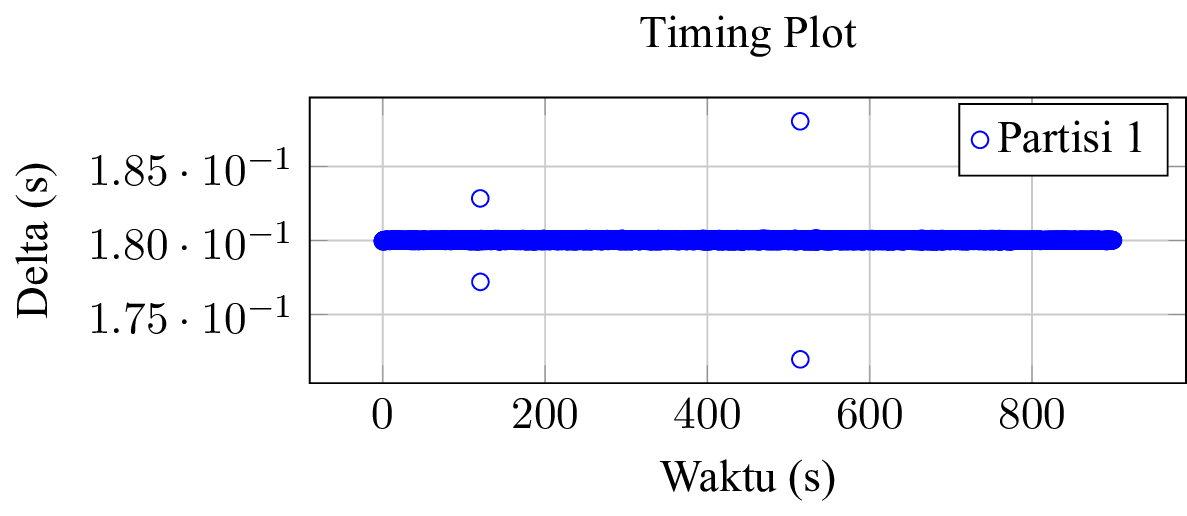 Timing Plot
Partisi 1
Delta (s)
1.85 · 10⁻¹
1.80 · 10⁻¹
1.75 · 10⁻¹
0 200 400 600 800
Waktu (s)